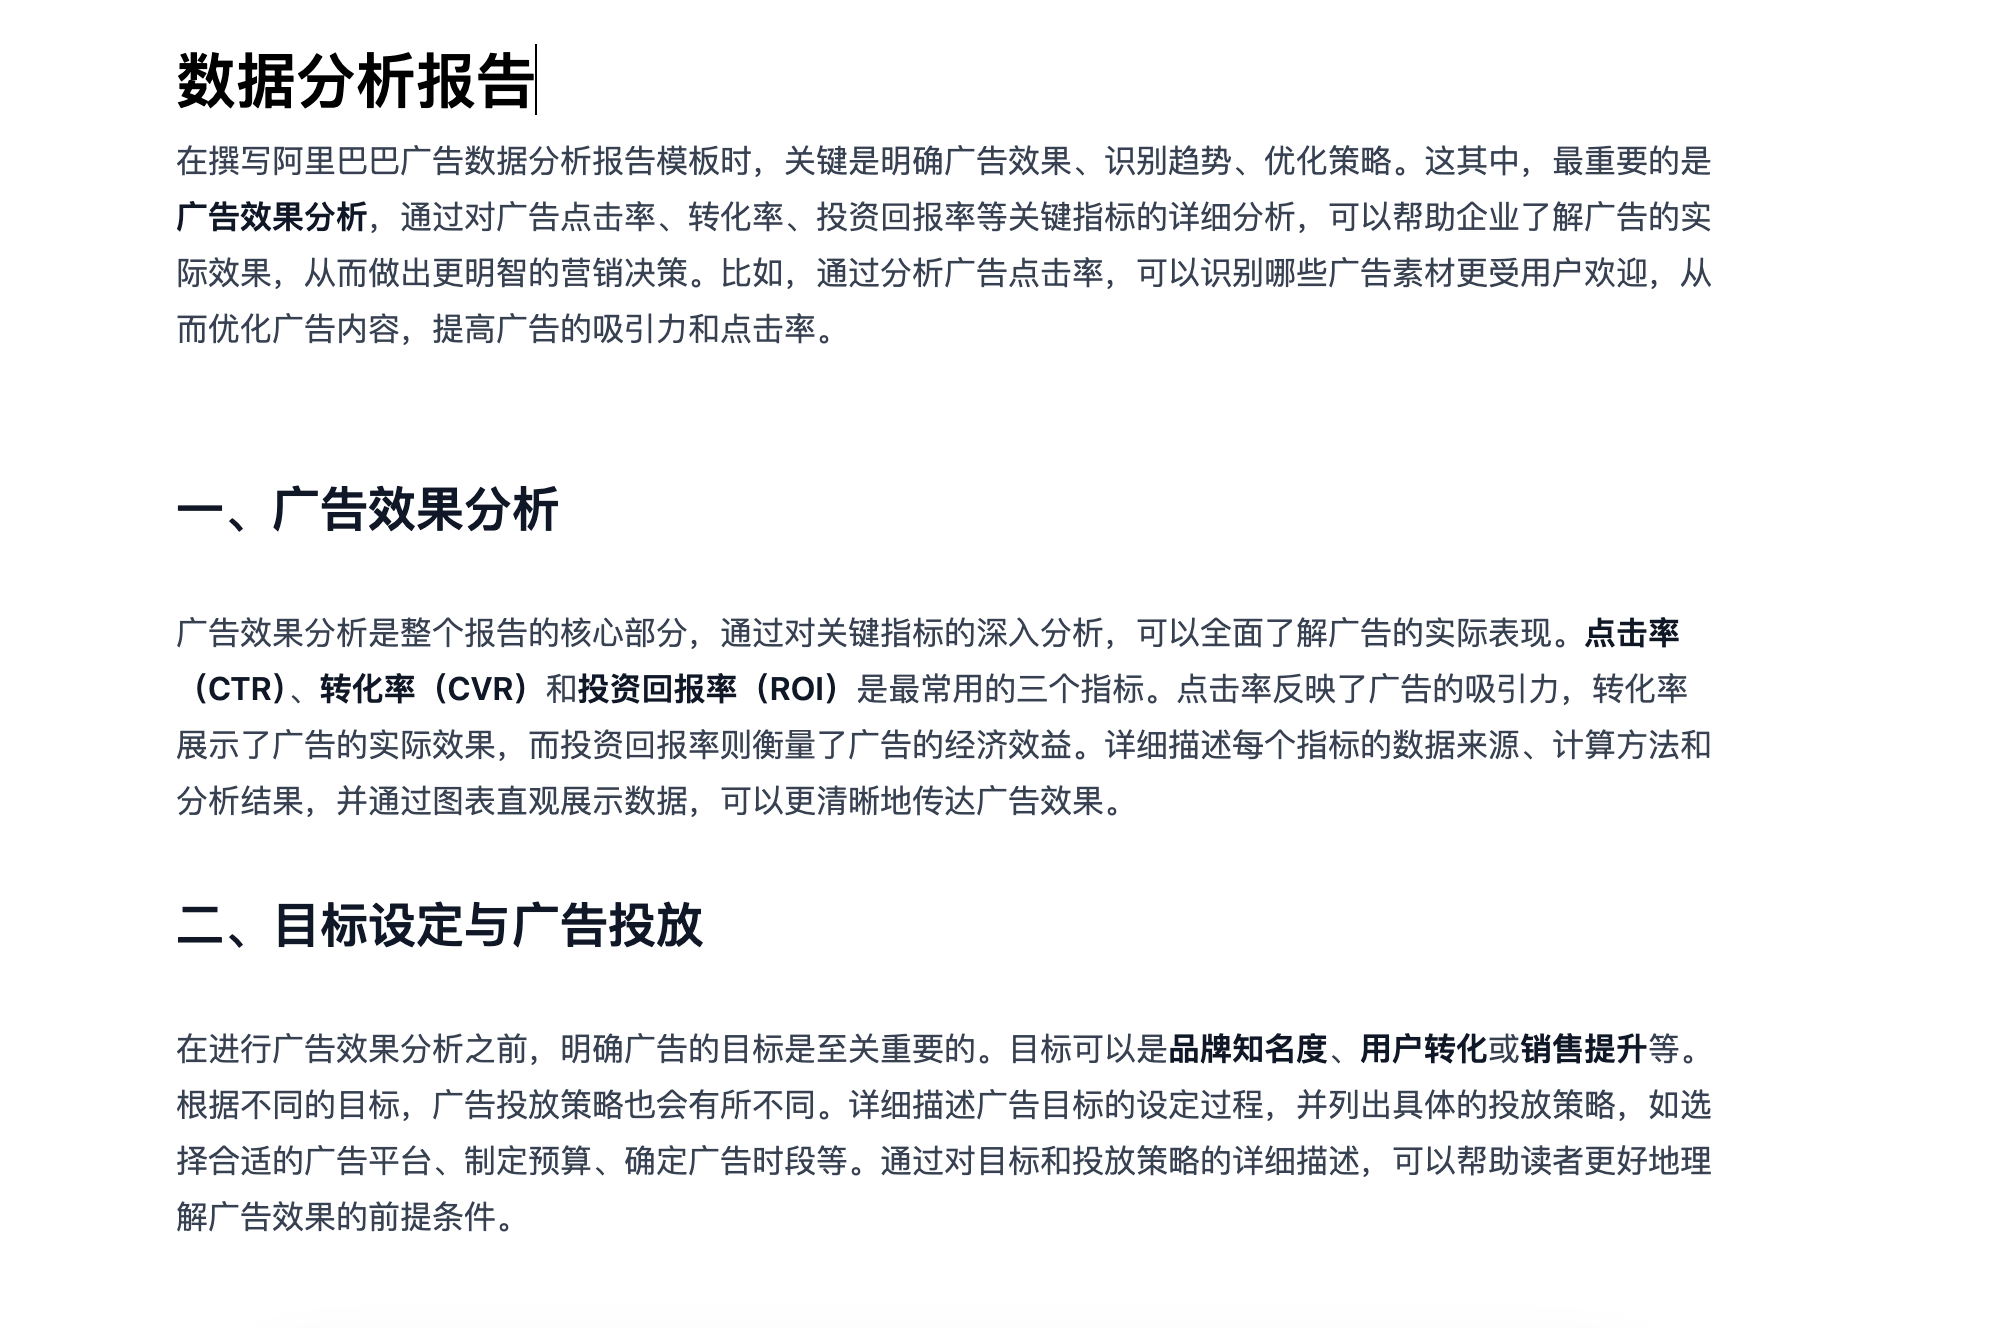 数据分析报告
在撰写阿里巴巴广告数据分析报告模板时，关键是明确广告效果、识别趋势、优化策略。这其中，最重要的是
广告效果分析，通过对广告点击率、转化率、投资回报率等关键指标的详细分析，可以帮助企业了解广告的实
际效果，从而做出更明智的营销决策。比如，通过分析广告点击率，可以识别哪些广告素材更受用户欢迎，从
而优化广告内容，提高广告的吸引力和点击率。
一、广告效果分析
广告效果分析是整个报告的核心部分，通过对关键指标的深入分析，可以全面了解广告的实际表现。点击率
（CTR）、转化率（CVR）和投资回报率（ROI）是最常用的三个指标。点击率反映了广告的吸引力，转化率
展示了广告的实际效果，而投资回报率则衡量了广告的经济效益。详细描述每个指标的数据来源、计算方法和
分析结果，并通过图表直观展示数据，可以更清晰地传达广告效果。
二、目标设定与广告投放
在进行广告效果分析之前，明确广告的目标是至关重要的。目标可以是品牌知名度、用户转化或销售提升等。
根据不同的目标，广告投放策略也会有所不同。详细描述广告目标的设定过程，并列出具体的投放策略，如选
择合适的广告平台、制定预算、确定广告时段等。通过对目标和投放策略的详细描述，可以帮助读者更好地理
解广告效果的前提条件。